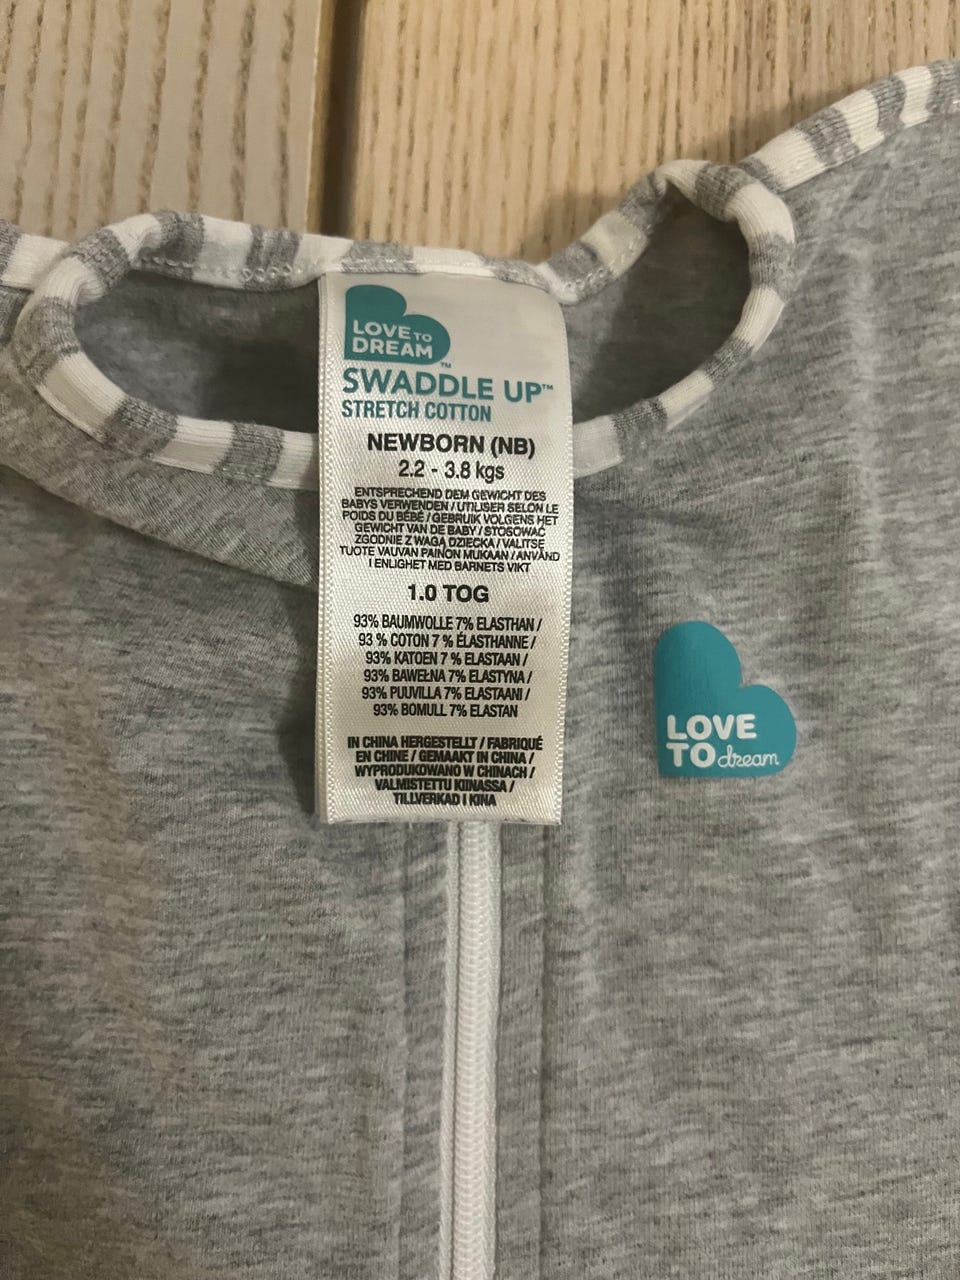 LOVE TO
DREAM™
SWADDLE UP™
STRETCH COTTON
NEWBORN (NB)
2.2 - 3.8 kgs
ENTSPRECHEND DEM GEWICHT DES
BABYS VERWENDEN / UTILISER SELON LE
POIDS DU BÉBÉ / GEBRUIK VOLGENS HET
GEWICHT VAN DE BABY / STOSOWAĆ
ZGODNIE Z WAGĄ DZIECKA / VALITSE
TUOTE VAUVAN PAINON MUKAAN / ANVÄND
I ENLIGHET MED BARNETS VIKT
1.0 TOG
93% BAUMWOLLE 7% ELASTHAN /
93 % COTON 7 % ÉLASTHANNE /
93% KATOEN 7 % ELASTAAN /
93% BAWEŁNA 7% ELASTYNA /
93% PUUVILLA 7% ELASTAANI /
93% BOMULL 7% ELASTAN
IN CHINA HERGESTELLT / FABRIQUÉ
EN CHINE / GEMAAKT IN CHINA /
WYPRODUKOWANO W CHINACH /
VALMISTETTU KIINASSA /
TILLVERKAD I KINA
LOVE
TO dream